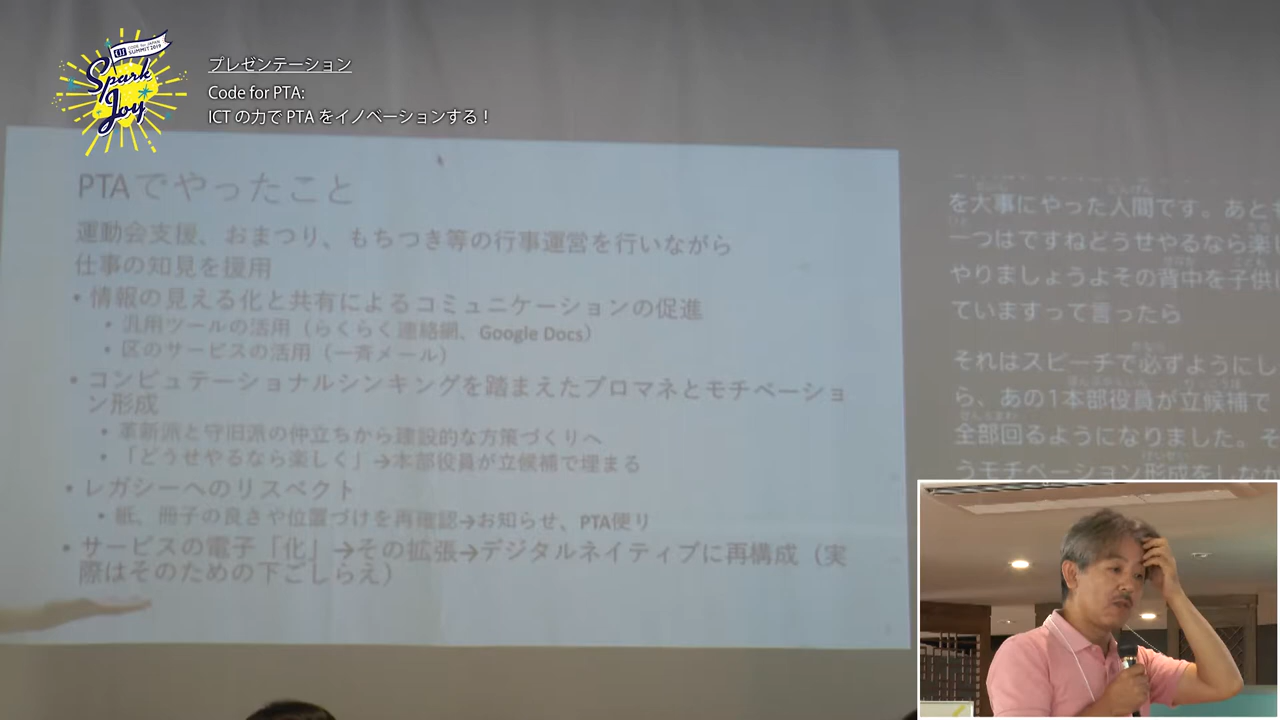 CODE for JAPAN
SUMMIT 2019
Spark
Joy
プレゼンテーション
Code for PTA:
ICT の力で PTA をイノベーションする！
PTAでやったこと
運動会支援、おまつり、もちつき等の行事運営を行いながら
仕事の知見を援用
• 情報の見える化と共有によるコミュニケーションの促進
• 汎用ツールの活用（らくらく連絡網、Google Docs）
• 区のサービスの活用（一斉メール）
• コンピュテーショナルシンキングを踏まえたプロマネとモチベーショ
ン形成
• 革新派と守旧派の仲立ちから建設的な方策づくりへ
• 「どうせやるなら楽しく」→本部役員が立候補で埋まる
• レガシーへのリスペクト
• 紙、冊子の良さや位置づけを再確認→お知らせ、PTA便り
• サービスの電子「化」→その拡張→デジタルネイティブに再構成（実
際はそのための下ごしらえ）
を大事にやった人間です。あと
一つはですねどうせやるなら楽
やりましょうよその背中を子供
ていますって言ったら
それはスピーチで必ずようにし
ら、あの1本部役員が立候補で
全部回るようになりました。そ
うモチベーション形成をしなが